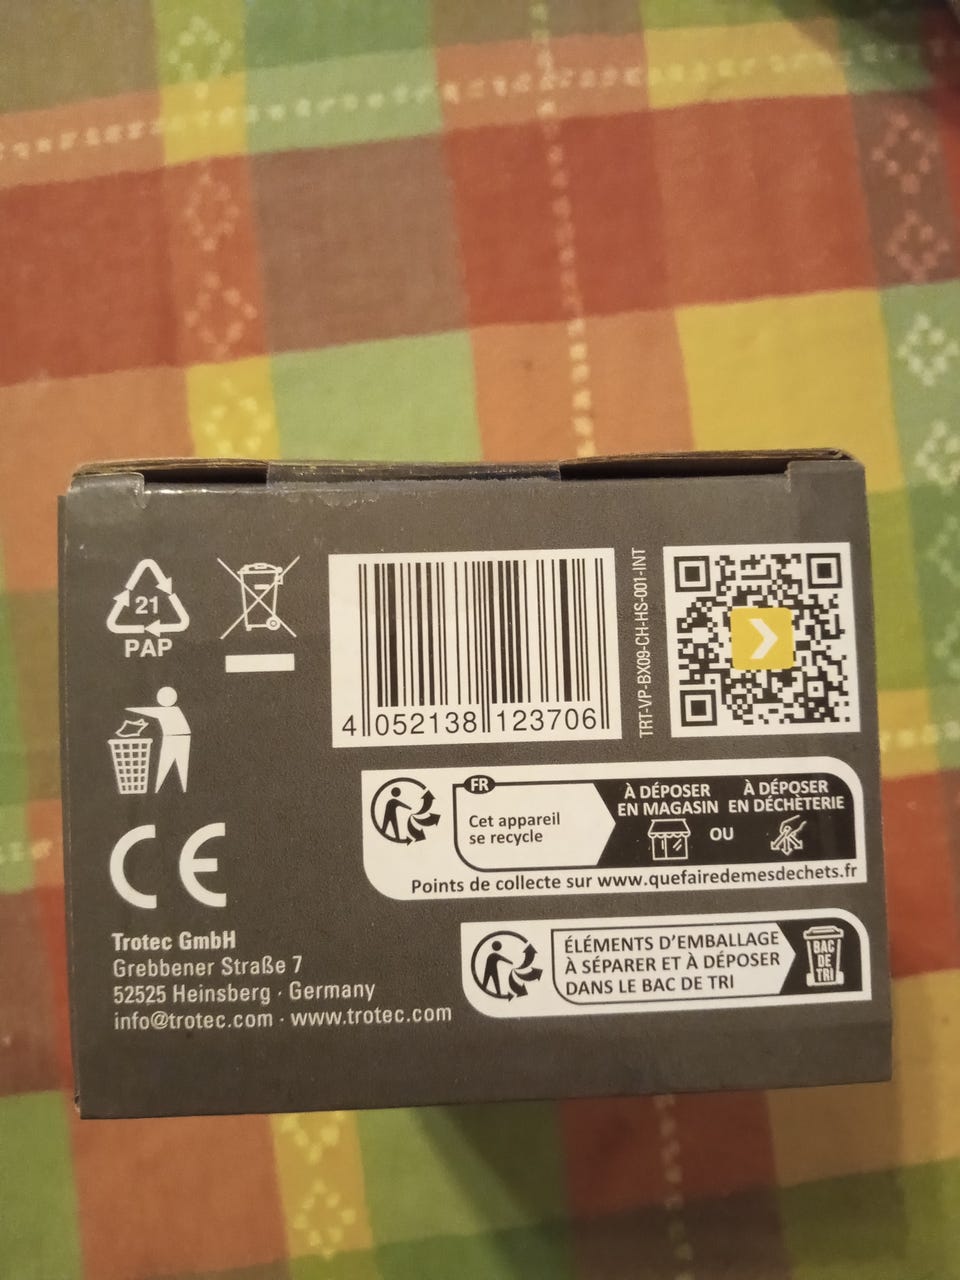 21
PAP
4 052138 123706
TRT-VP-BX09-CH-HS-001-INT
FR
Cet appareil
se recycle
À DÉPOSER
EN MAGASIN
OU
À DÉPOSER
EN DÉCHÈTERIE
Points de collecte sur www.quefairedemesdechets.fr
CE
Trotec GmbH
Grebbener Straße 7
52525 Heinsberg · Germany
info@trotec.com · www.trotec.com
ÉLÉMENTS D'EMBALLAGE
À SÉPARER ET À DÉPOSER
DANS LE BAC DE TRI
BAC
DE
TRI